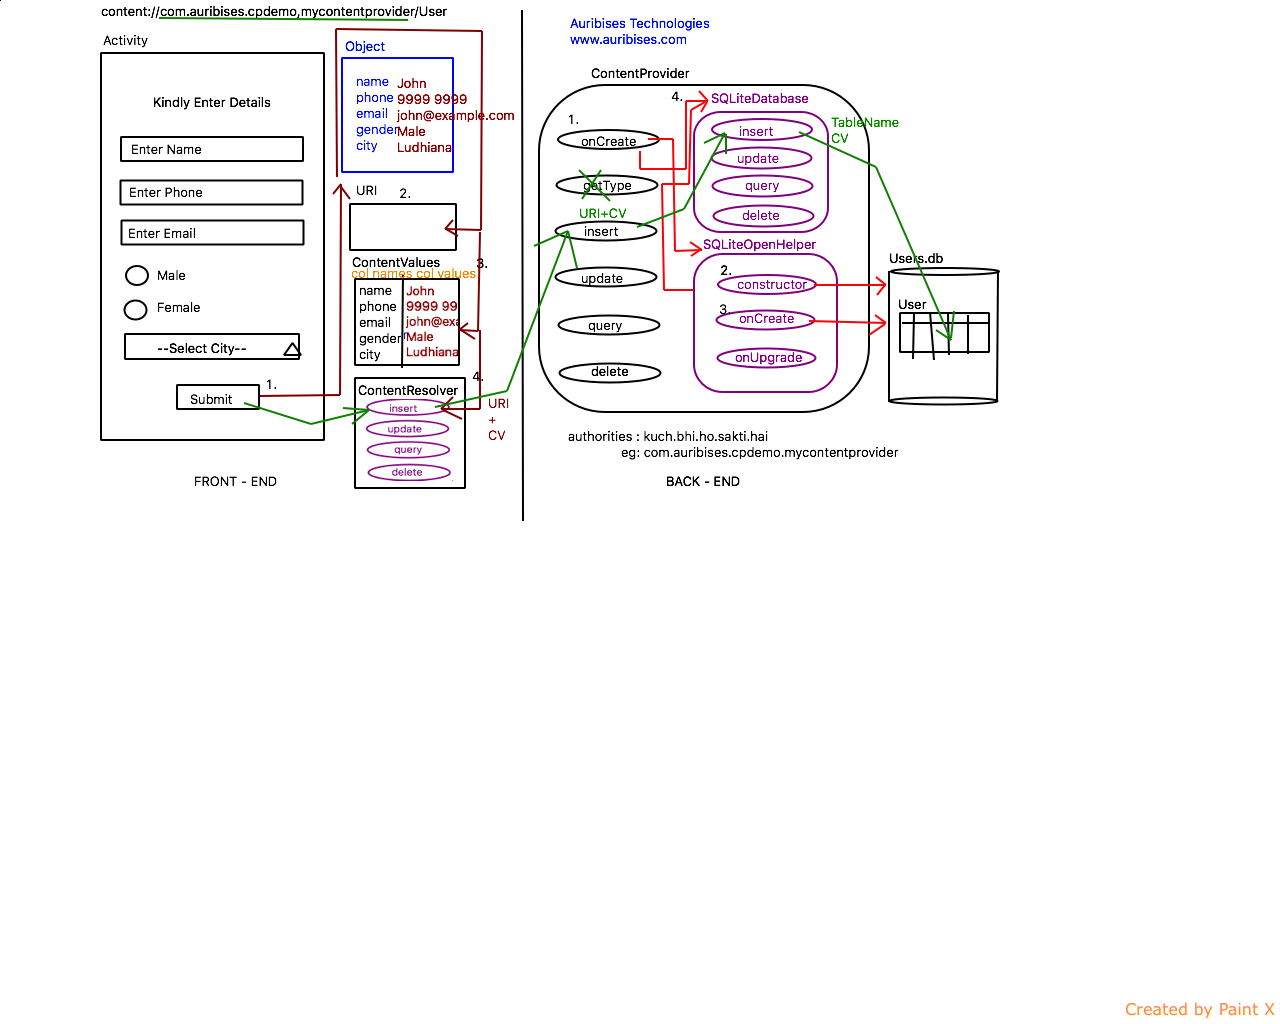 content://com.auribises.cpdemo,mycontentprovider/User
Activity
Kindly Enter Details
Enter Name
Enter Phone
Enter Email
Male
Female
--Select City--
Submit
1.
FRONT - END
Object
name John
phone 9999 9999
email john@example.com
gender Male
city Ludhiana
URI
2.
ContentValues
col names col values
3.
name John
phone 9999 99
email john@exa
gender Male
city Ludhiana
4.
ContentResolver
insert
update
query
delete
URI
+
CV
Auribises Technologies
www.auribises.com
ContentProvider
1.
onCreate
getType
URI+CV
insert
update
query
delete
4.
SQLiteDatabase
insert
update
query
delete
TableName
CV
SQLiteOpenHelper
2.
constructor
3.
onCreate
onUpgrade
Users.db
User
authorities : kuch.bhi.ho.sakti.hai
eg: com.auribises.cpdemo.mycontentprovider
BACK - END
Created by Paint X